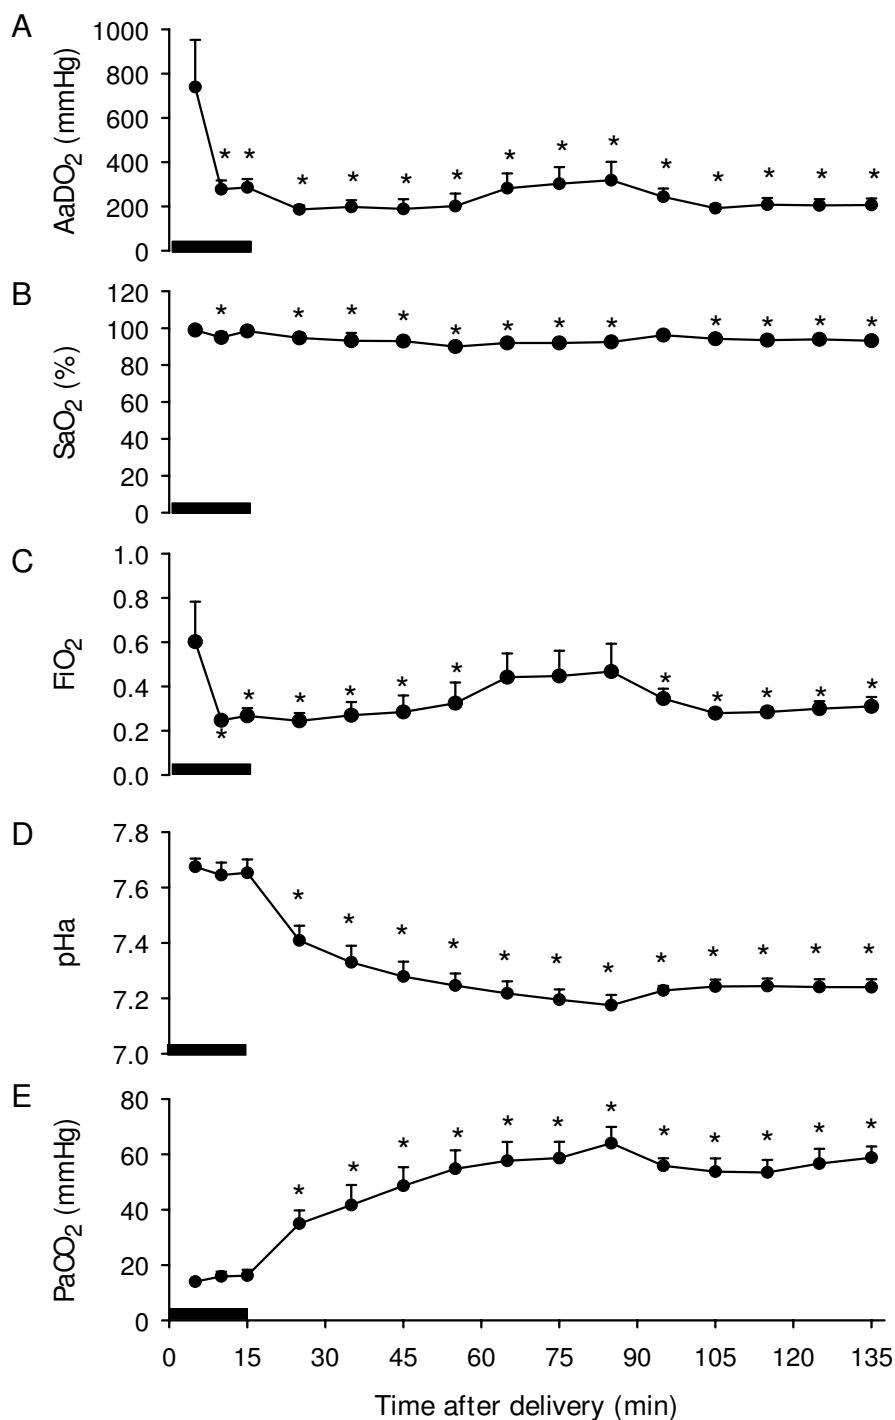 A
AaDO2 (mmHg)
1000
800
600
400
200
0
* * * * * * * * * * * * * *
B
SaO2 (%)
120
100
80
60
40
20
0
* * * * * * * * * * * *
C
FiO2
1.0
0.8
0.6
0.4
0.2
0.0
* * * * * * * * * * *
D
pHa
7.8
7.6
7.4
7.2
7.0
* * * * * * * * * * * *
E
PaCO2 (mmHg)
80
60
40
20
0
* * * * * * * * * * * *
0 15 30 45 60 75 90 105 120 135
Time after delivery (min)